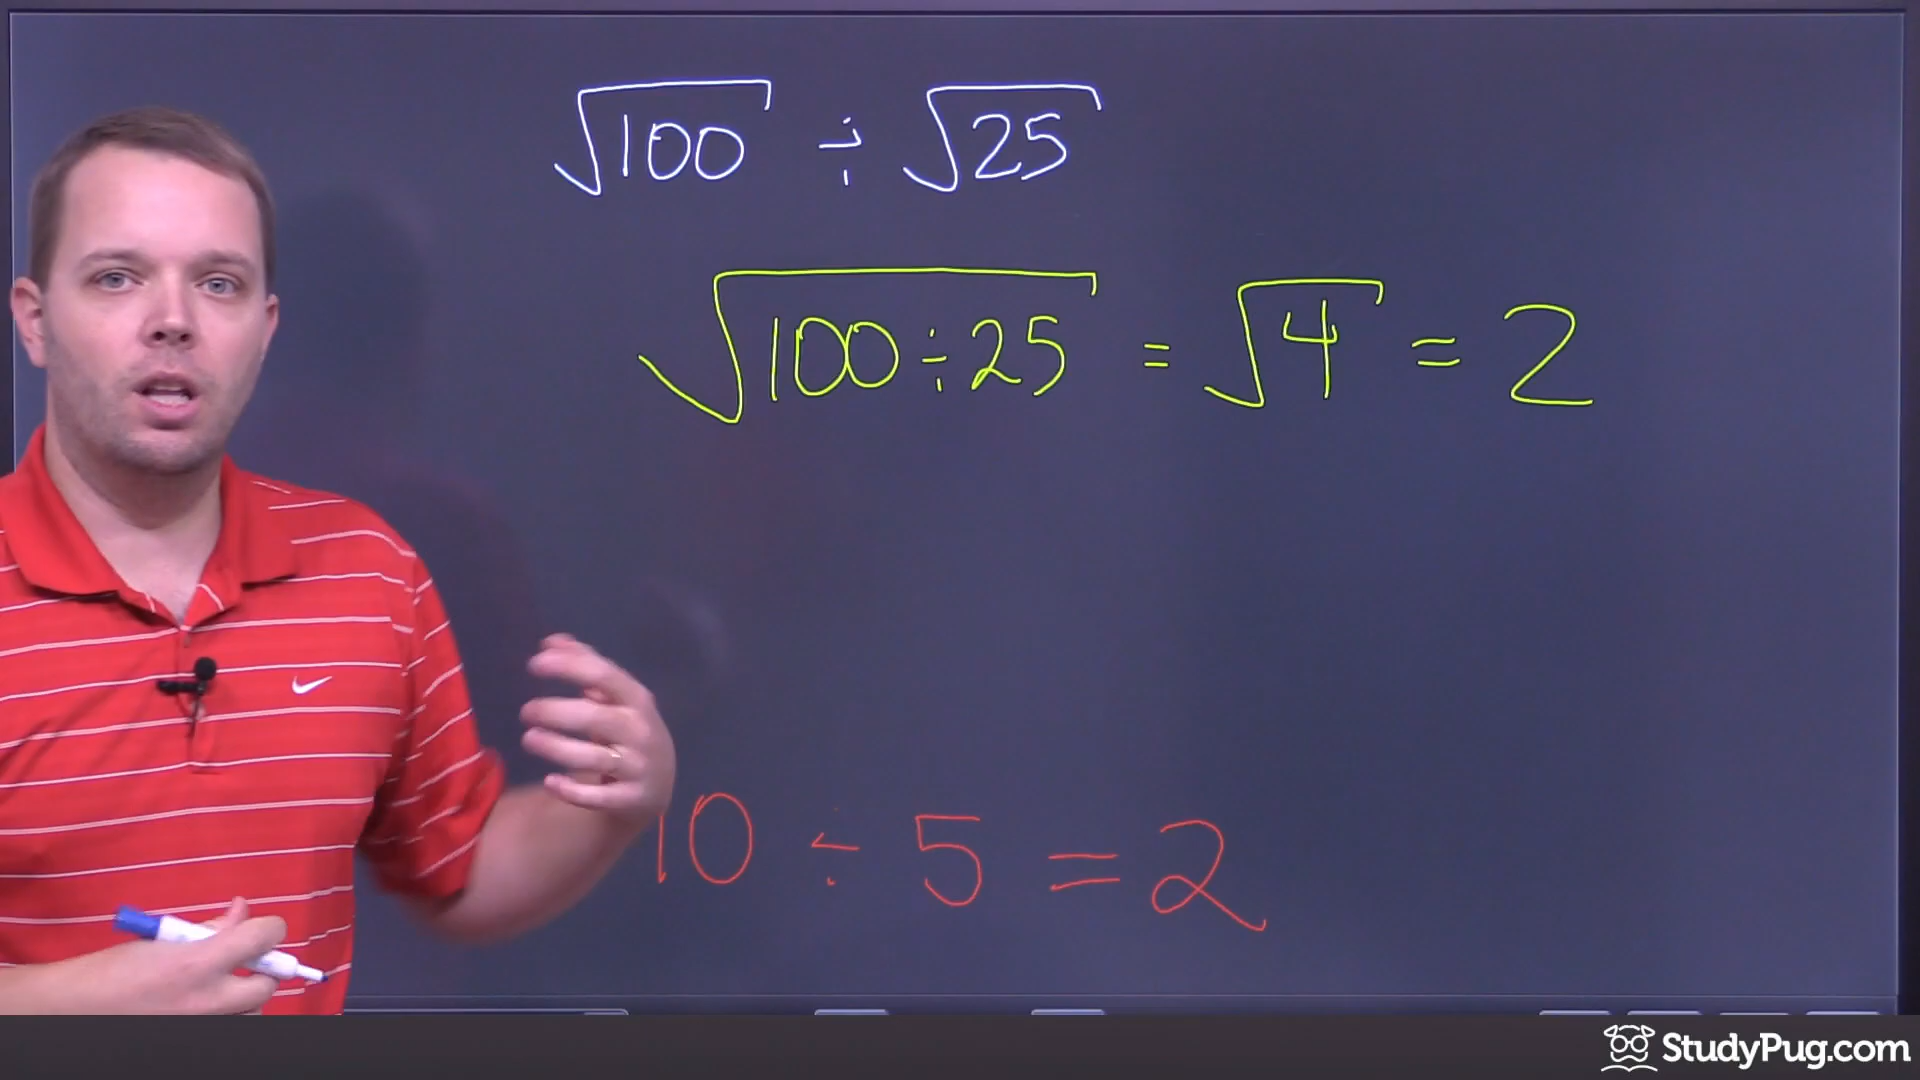 √100 ÷ √25
√100÷25 = √4 = 2
10 ÷ 5 = 2
StudyPug.com